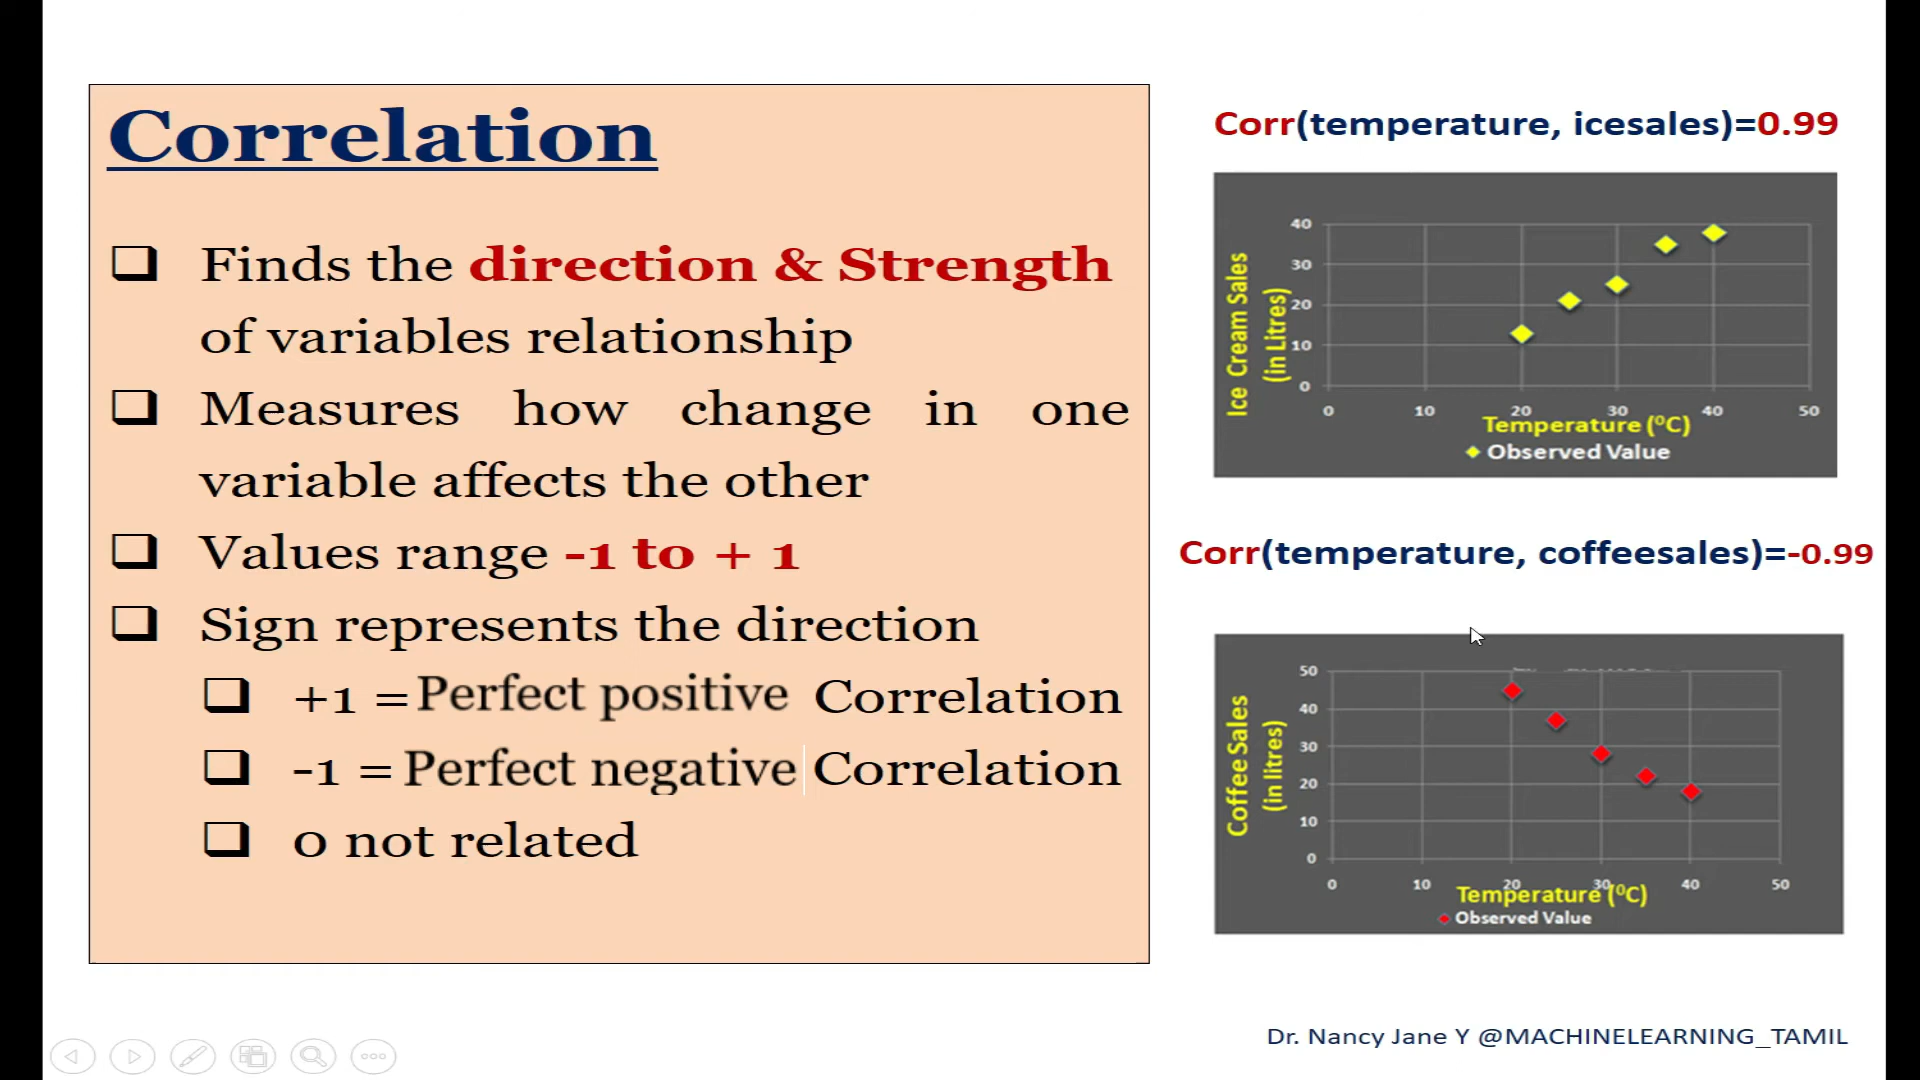 Correlation
Finds the direction & Strength
of variables relationship
Measures how change in one
variable affects the other
Values range -1 to + 1
Sign represents the direction
+1 = Perfect positive Correlation
-1 = Perfect negative Correlation
0 not related
Corr(temperature, icesales)=0.99
Ice Cream Sales
(in Litres)
40
30
20
10
0
0 10 20 30 40 50
Temperature (⁰C)
Observed Value
Corr(temperature, coffeesales)=-0.99
Coffee Sales
(in litres)
50
40
30
20
10
0
0 10 20 30 40 50
Temperature (⁰C)
Observed Value
Dr. Nancy Jane Y @MACHINELEARNING_TAMIL